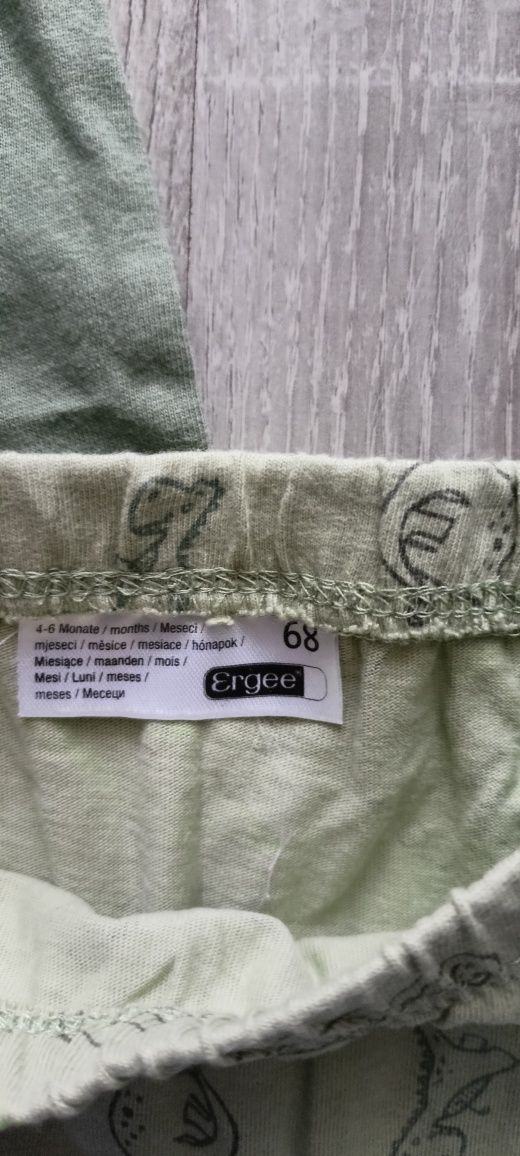 4-6 Monate / months / Meseci /
mjeseci / měsíce / mesiace / hónapok /
Miesiące / maanden / mois /
Mesi / Luni / meses /
meses / Месеци
68
Ergee